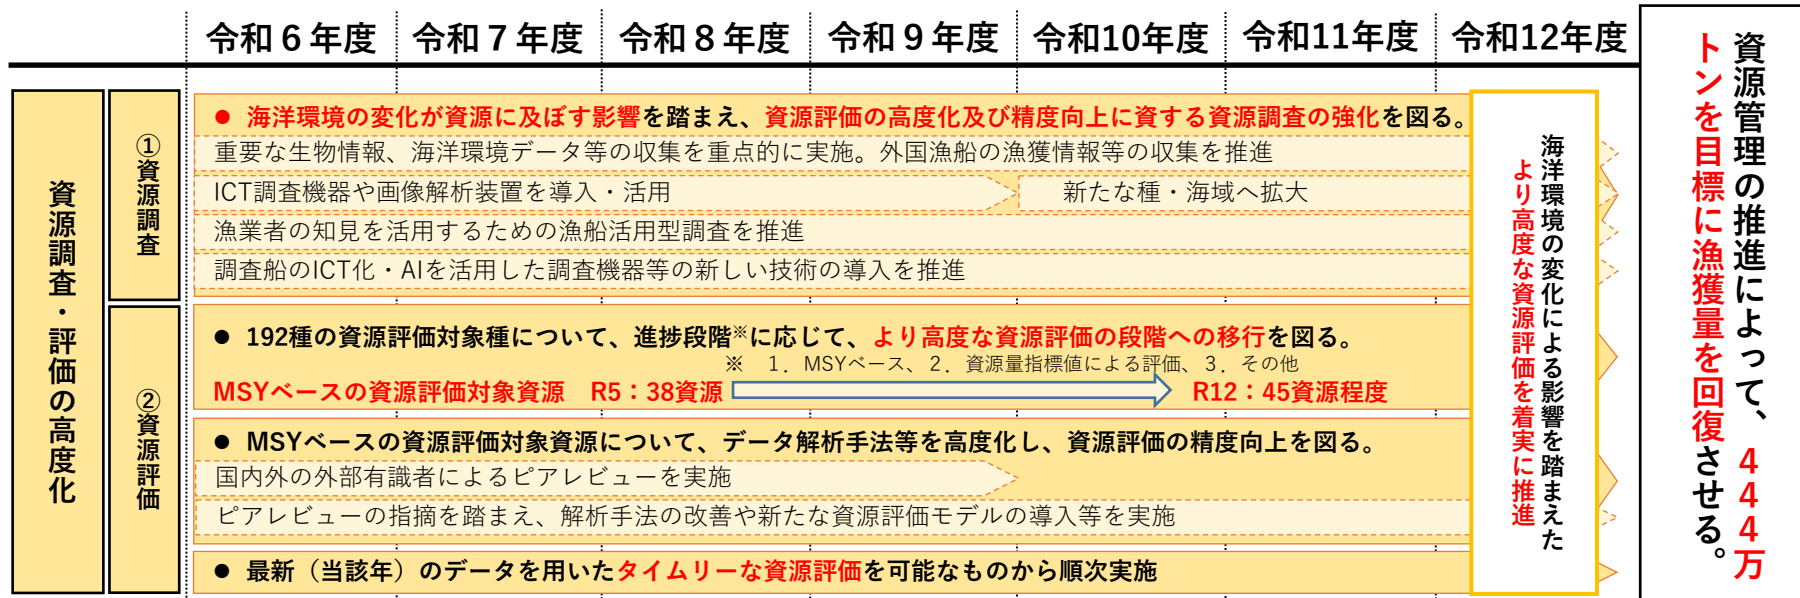 令和６年度
令和７年度
令和８年度
令和９年度
令和10年度
令和11年度
令和12年度
資源調査・評価の高度化
①資源調査
● 海洋環境の変化が資源に及ぼす影響を踏まえ、資源評価の高度化及び精度向上に資する資源調査の強化を図る。
重要な生物情報、海洋環境データ等の収集を重点的に実施。外国漁船の漁獲情報等の収集を推進
ICT調査機器や画像解析装置を導入・活用
新たな種・海域へ拡大
漁業者の知見を活用するための漁船活用型調査を推進
調査船のICT化・AIを活用した調査機器等の新しい技術の導入を推進
②資源評価
● 192種の資源評価対象種について、進捗段階※に応じて、より高度な資源評価の段階への移行を図る。
※　１．MSYベース、２．資源量指標値による評価、３．その他
MSYベースの資源評価対象資源　R5：38資源
R12：45資源程度
● MSYベースの資源評価対象資源について、データ解析手法等を高度化し、資源評価の精度向上を図る。
国内外の外部有識者によるピアレビューを実施
ピアレビューの指摘を踏まえ、解析手法の改善や新たな資源評価モデルの導入等を実施
● 最新（当該年）のデータを用いたタイムリーな資源評価を可能なものから順次実施
海洋環境の変化による影響を踏まえた
より高度な資源評価を着実に推進
資源管理の推進によって、４４４万
トンを目標に漁獲量を回復させる。